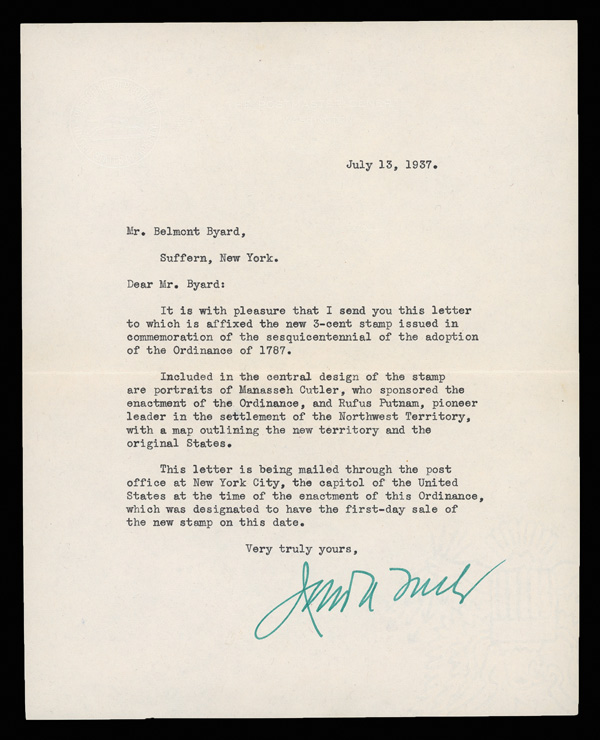 July 13, 1937.
Mr. Belmont Byard,
Suffern, New York.
Dear Mr. Byard:
It is with pleasure that I send you this letter
to which is affixed the new 3-cent stamp issued in
commemoration of the sesquicentennial of the adoption
of the Ordinance of 1787.
Included in the central design of the stamp
are portraits of Manasseh Cutler, who sponsored the
enactment of the Ordinance, and Rufus Putnam, pioneer
leader in the settlement of the Northwest Territory,
with a map outlining the new territory and the
original States.
This letter is being mailed through the post
office at New York City, the capitol of the United
States at the time of the enactment of this Ordinance,
which was designated to have the first-day sale of
the new stamp on this date.
Very truly yours,